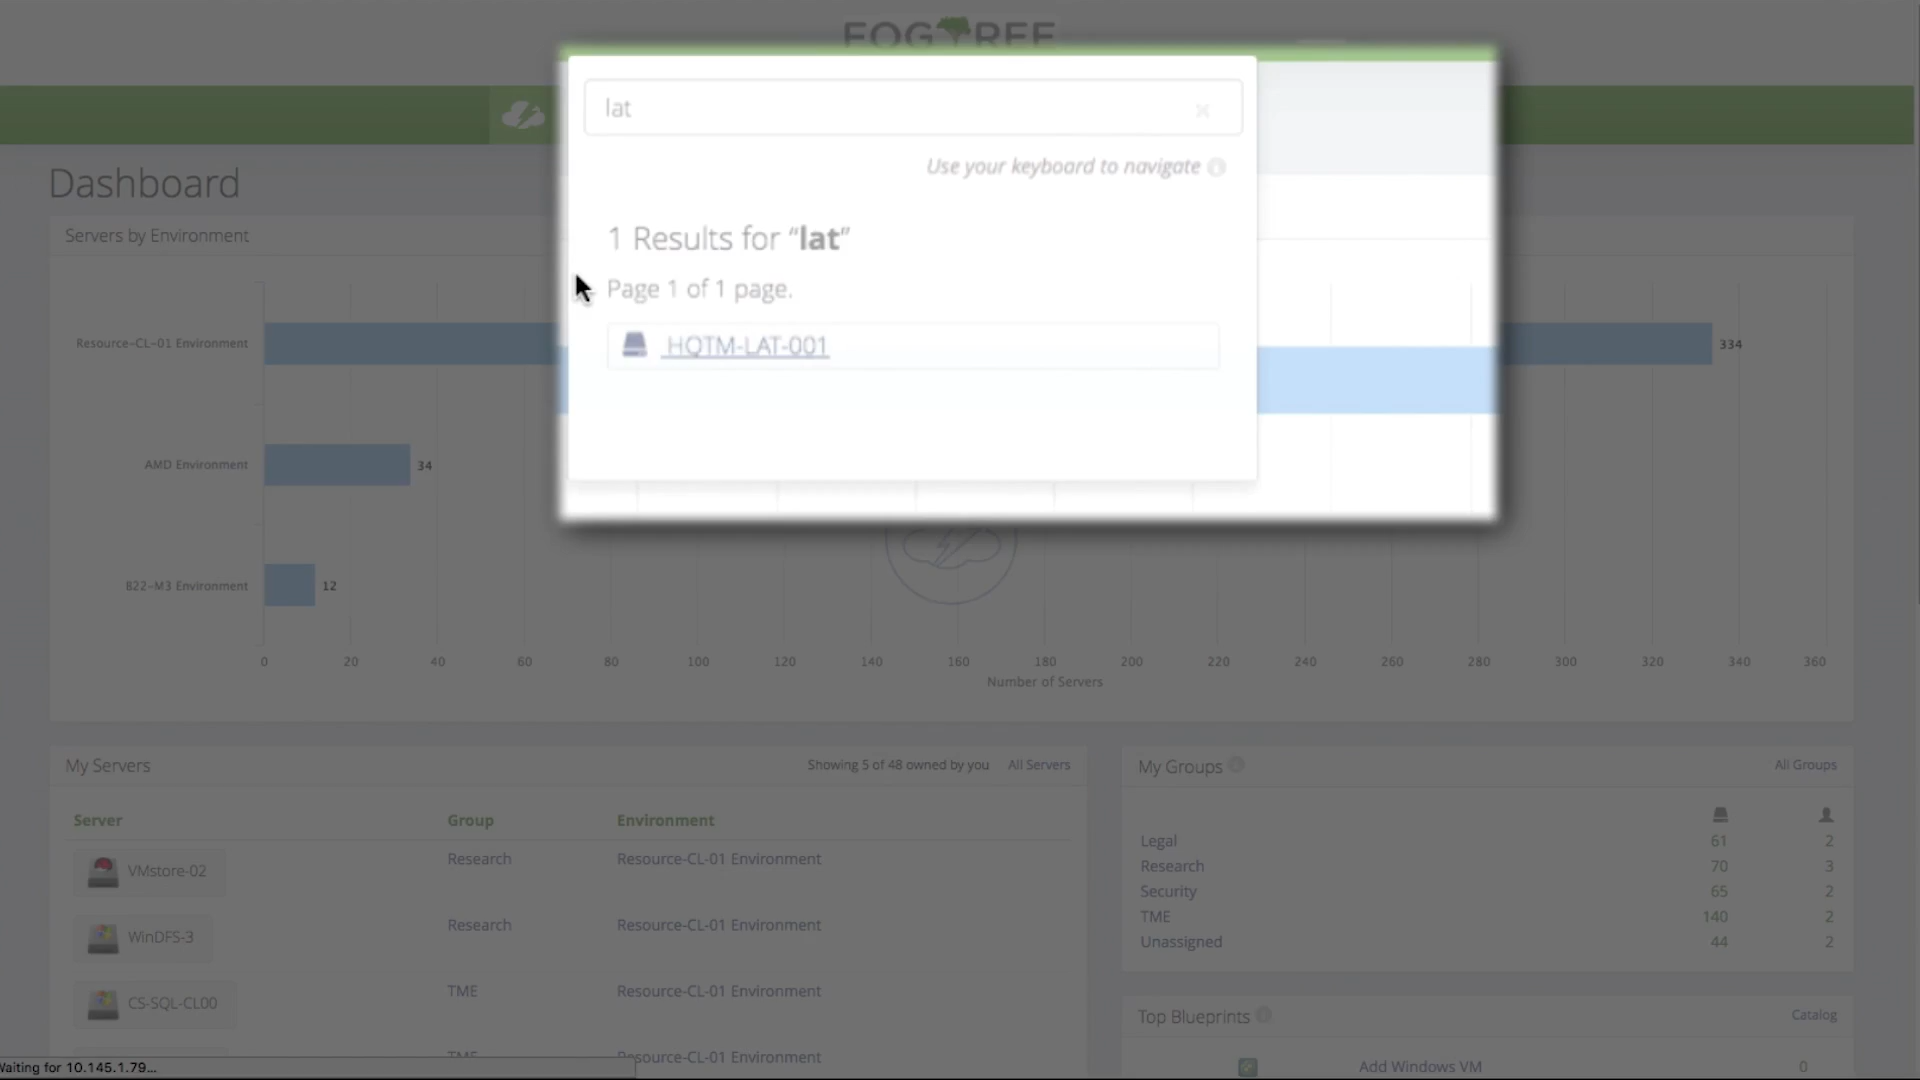 FOGTREE
lat
Use your keyboard to navigate
1 Results for “lat”
Page 1 of 1 page.
HQTM-LAT-001
Dashboard
Servers by Environment
Resource-CL-01 Environment
334
AMD Environment
34
B22-M3 Environment
12
0 20 40 60 80 100 120 140 160 180 200 220 240 260 280 300 320 340 360
Number of Servers
My Servers
Showing 5 of 48 owned by you All Servers
Server Group Environment
VMstore-02 Research Resource-CL-01 Environment
WinDFS-3 Research Resource-CL-01 Environment
CS-SQL-CL00 TME Resource-CL-01 Environment
TME Resource-CL-01 Environment
My Groups
All Groups
Legal 61 2
Research 70 3
Security 65 2
TME 140 2
Unassigned 44 2
Top Blueprints
Catalog
Add Windows VM 0
Waiting for 10.145.1.79...